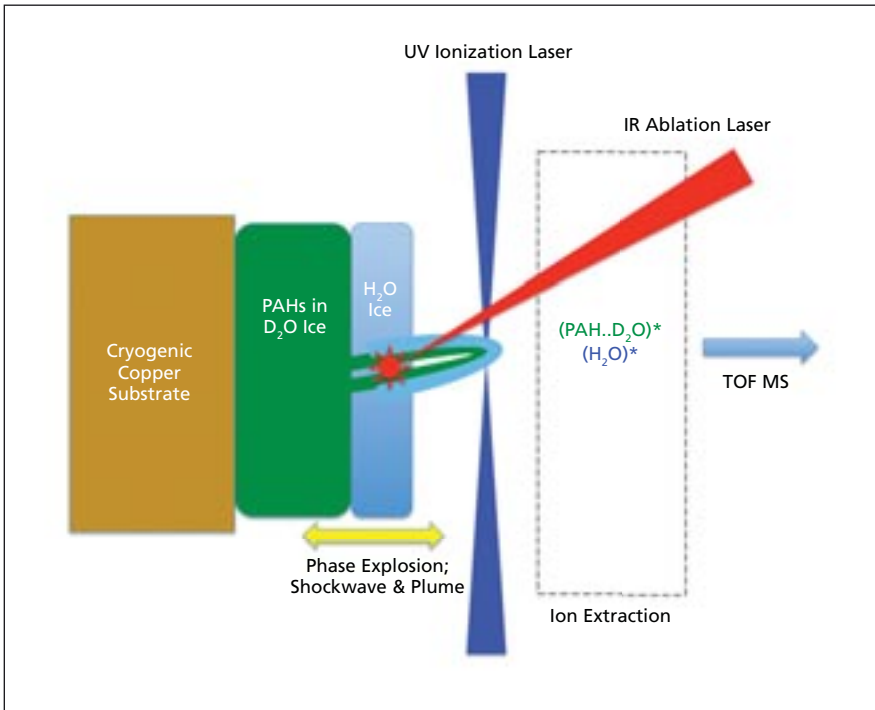 UV Ionization Laser
IR Ablation Laser
H₂O
Ice
PAHs in
D₂O Ice
Cryogenic
Copper
Substrate
(PAH..D₂O)*
(H₂O)*
TOF MS
Phase Explosion;
Shockwave & Plume
Ion Extraction